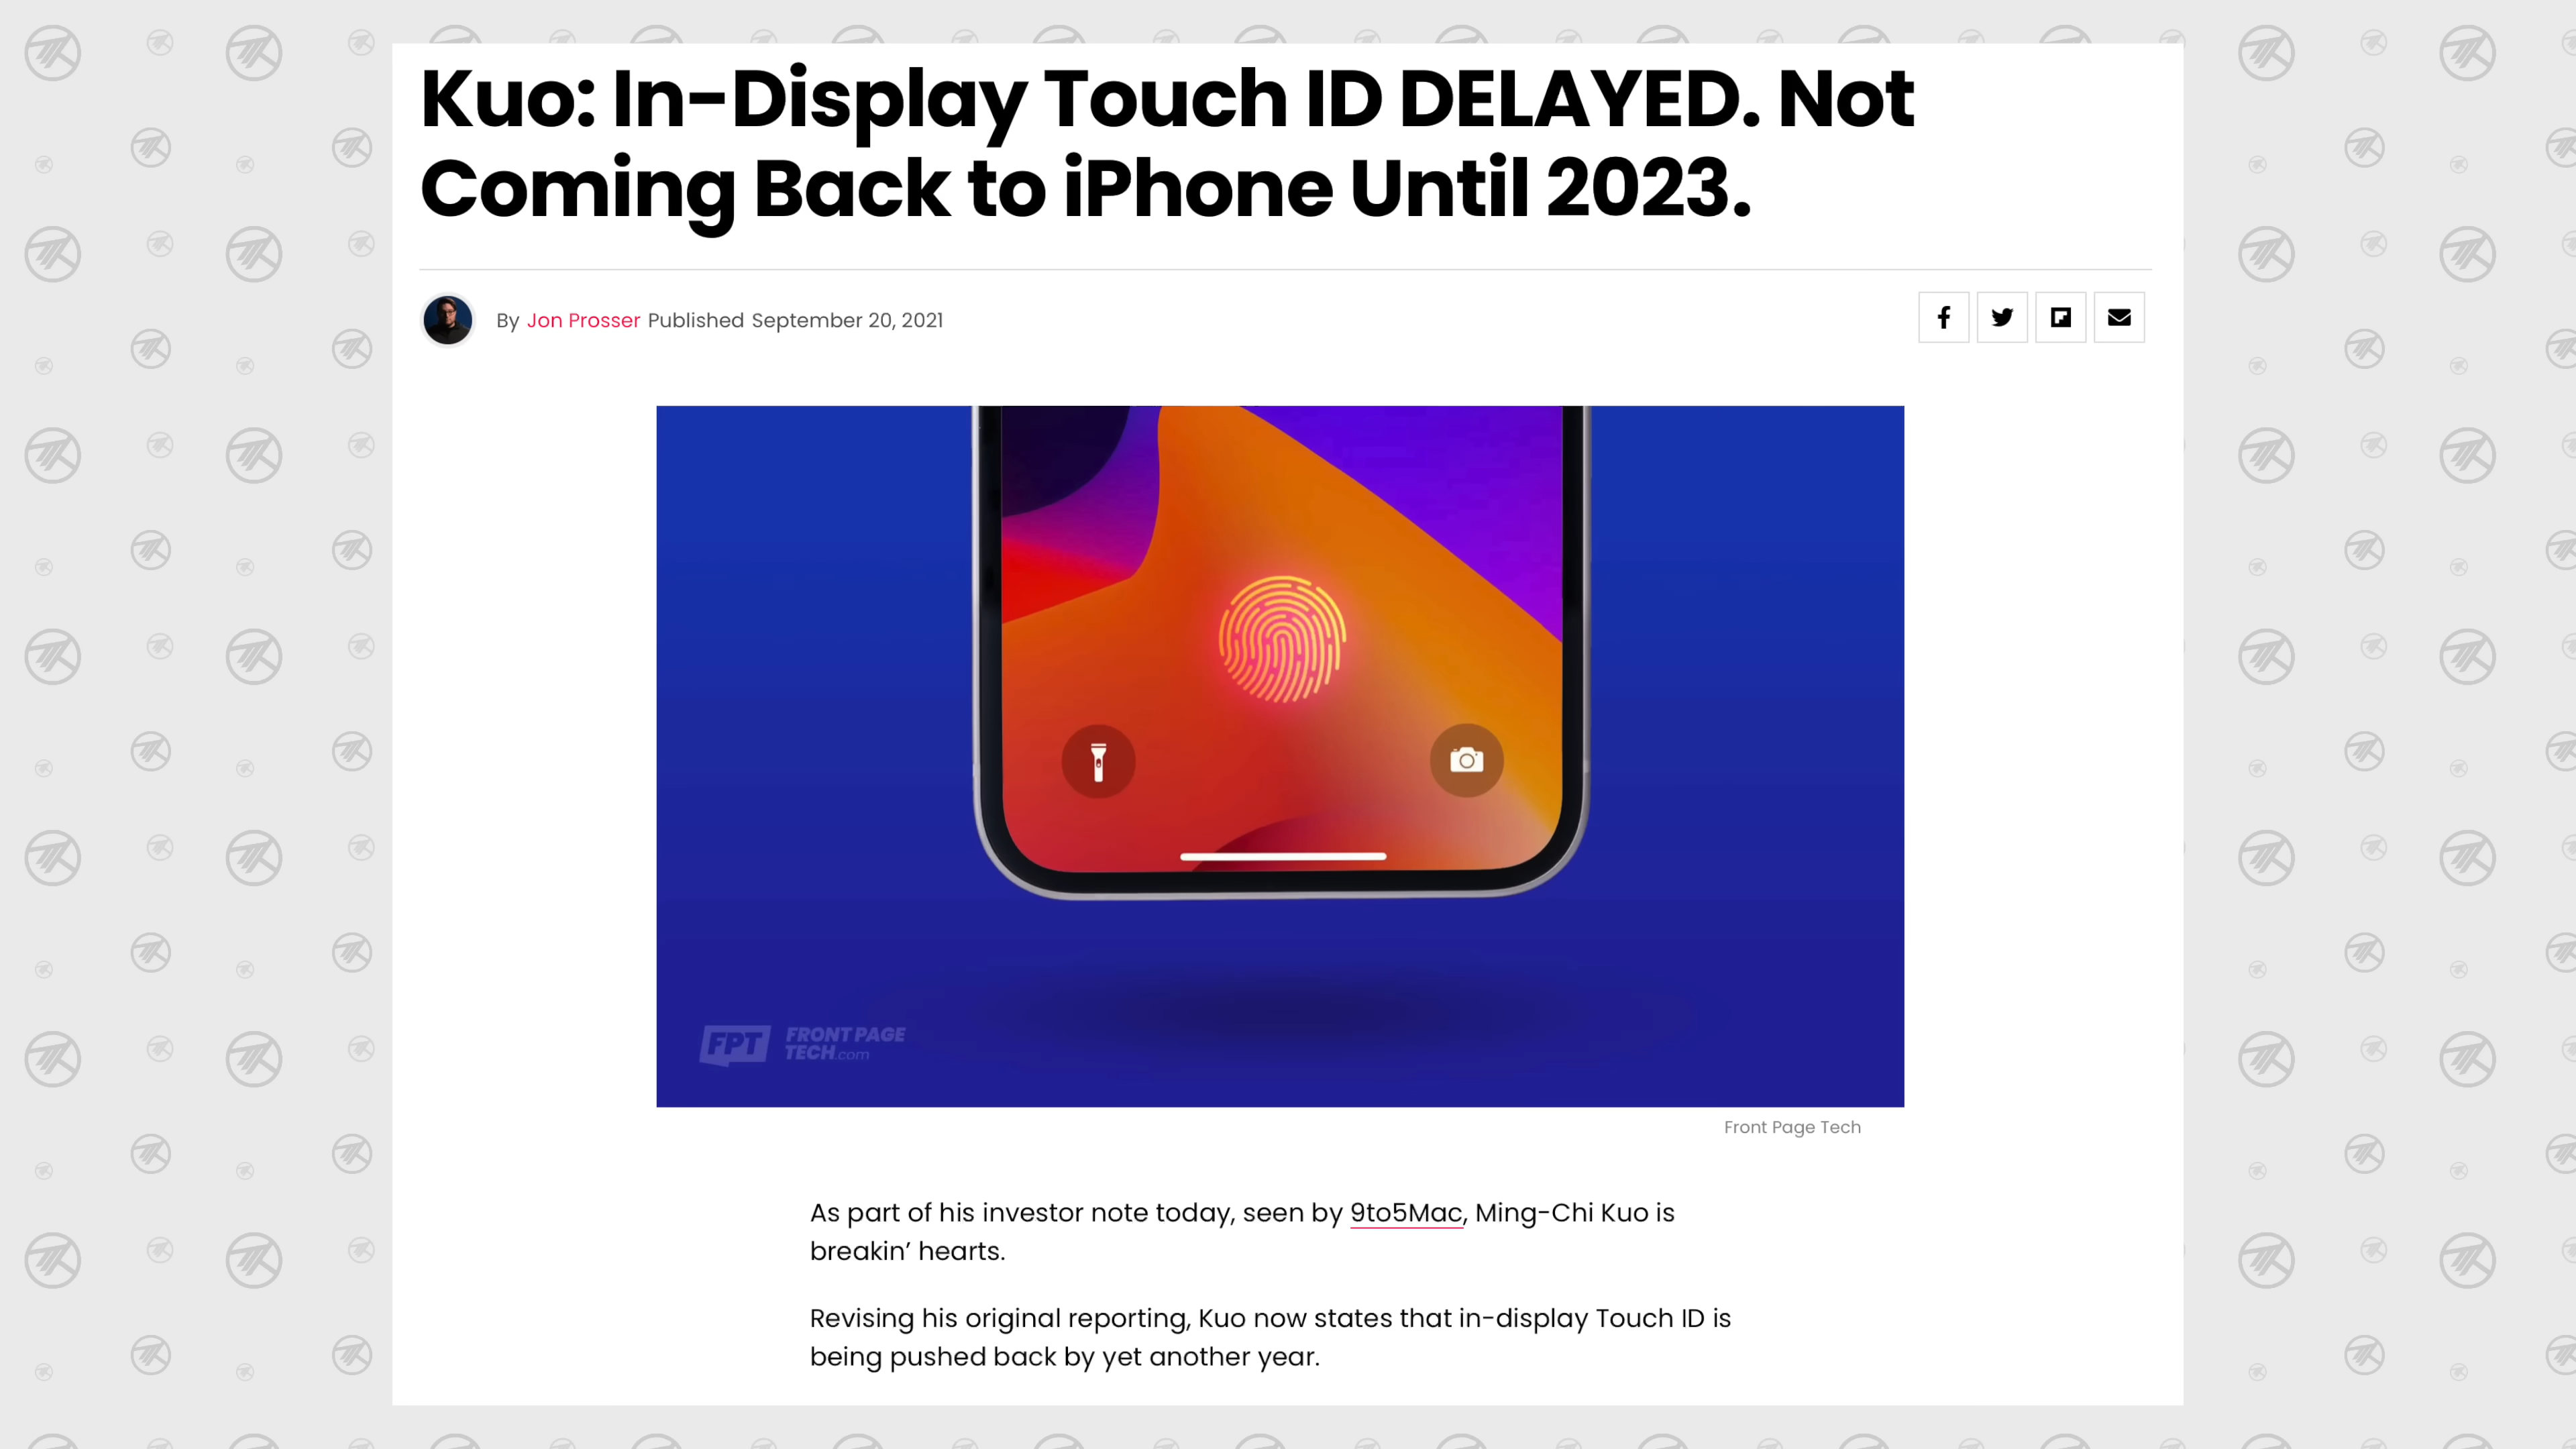 Kuo: In-Display Touch ID DELAYED. Not
Coming Back to iPhone Until 2023.
By Jon Prosser Published September 20, 2021
FPT
FRONT PAGE
TECH.com
Front Page Tech
As part of his investor note today, seen by 9to5Mac, Ming-Chi Kuo is
breakin’ hearts.
Revising his original reporting, Kuo now states that in-display Touch ID is
being pushed back by yet another year.